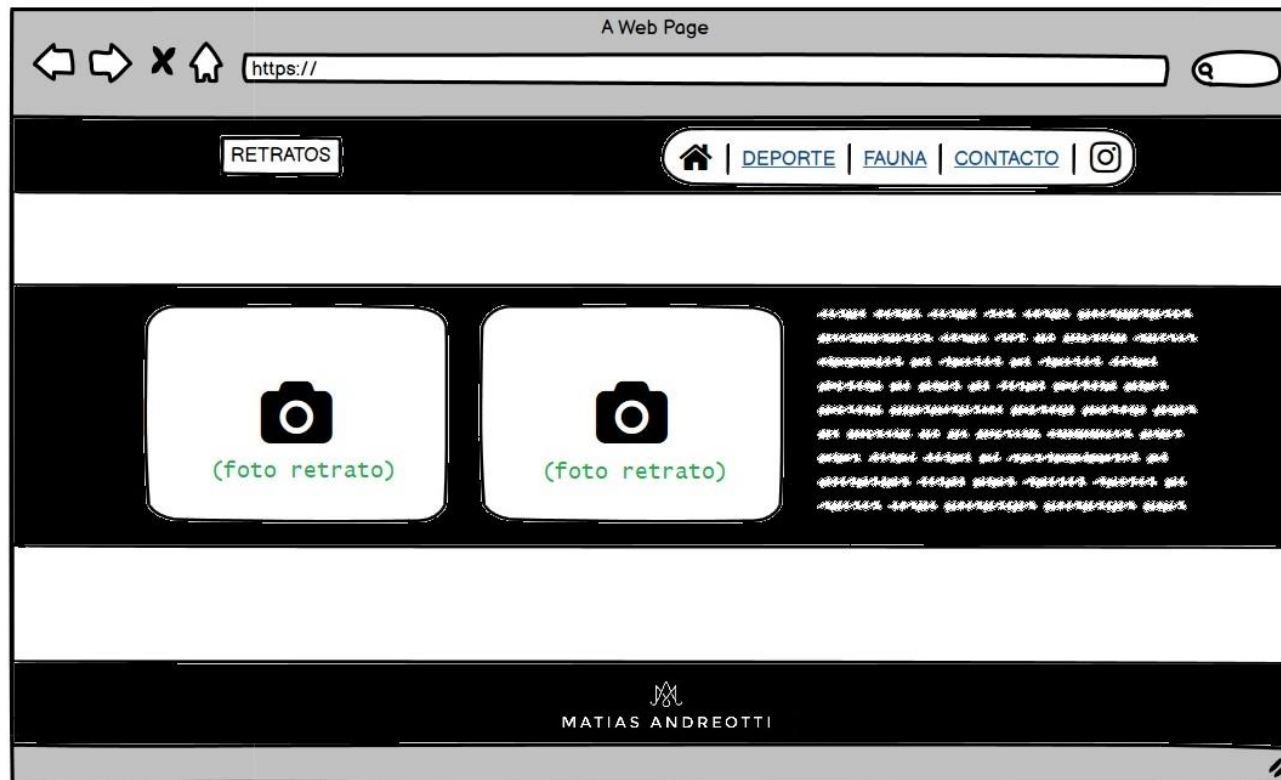 A Web Page
https://
RETRATOS
DEPORTE | FAUNA | CONTACTO
(foto retrato) (foto retrato)
MATIAS ANDREOTTI